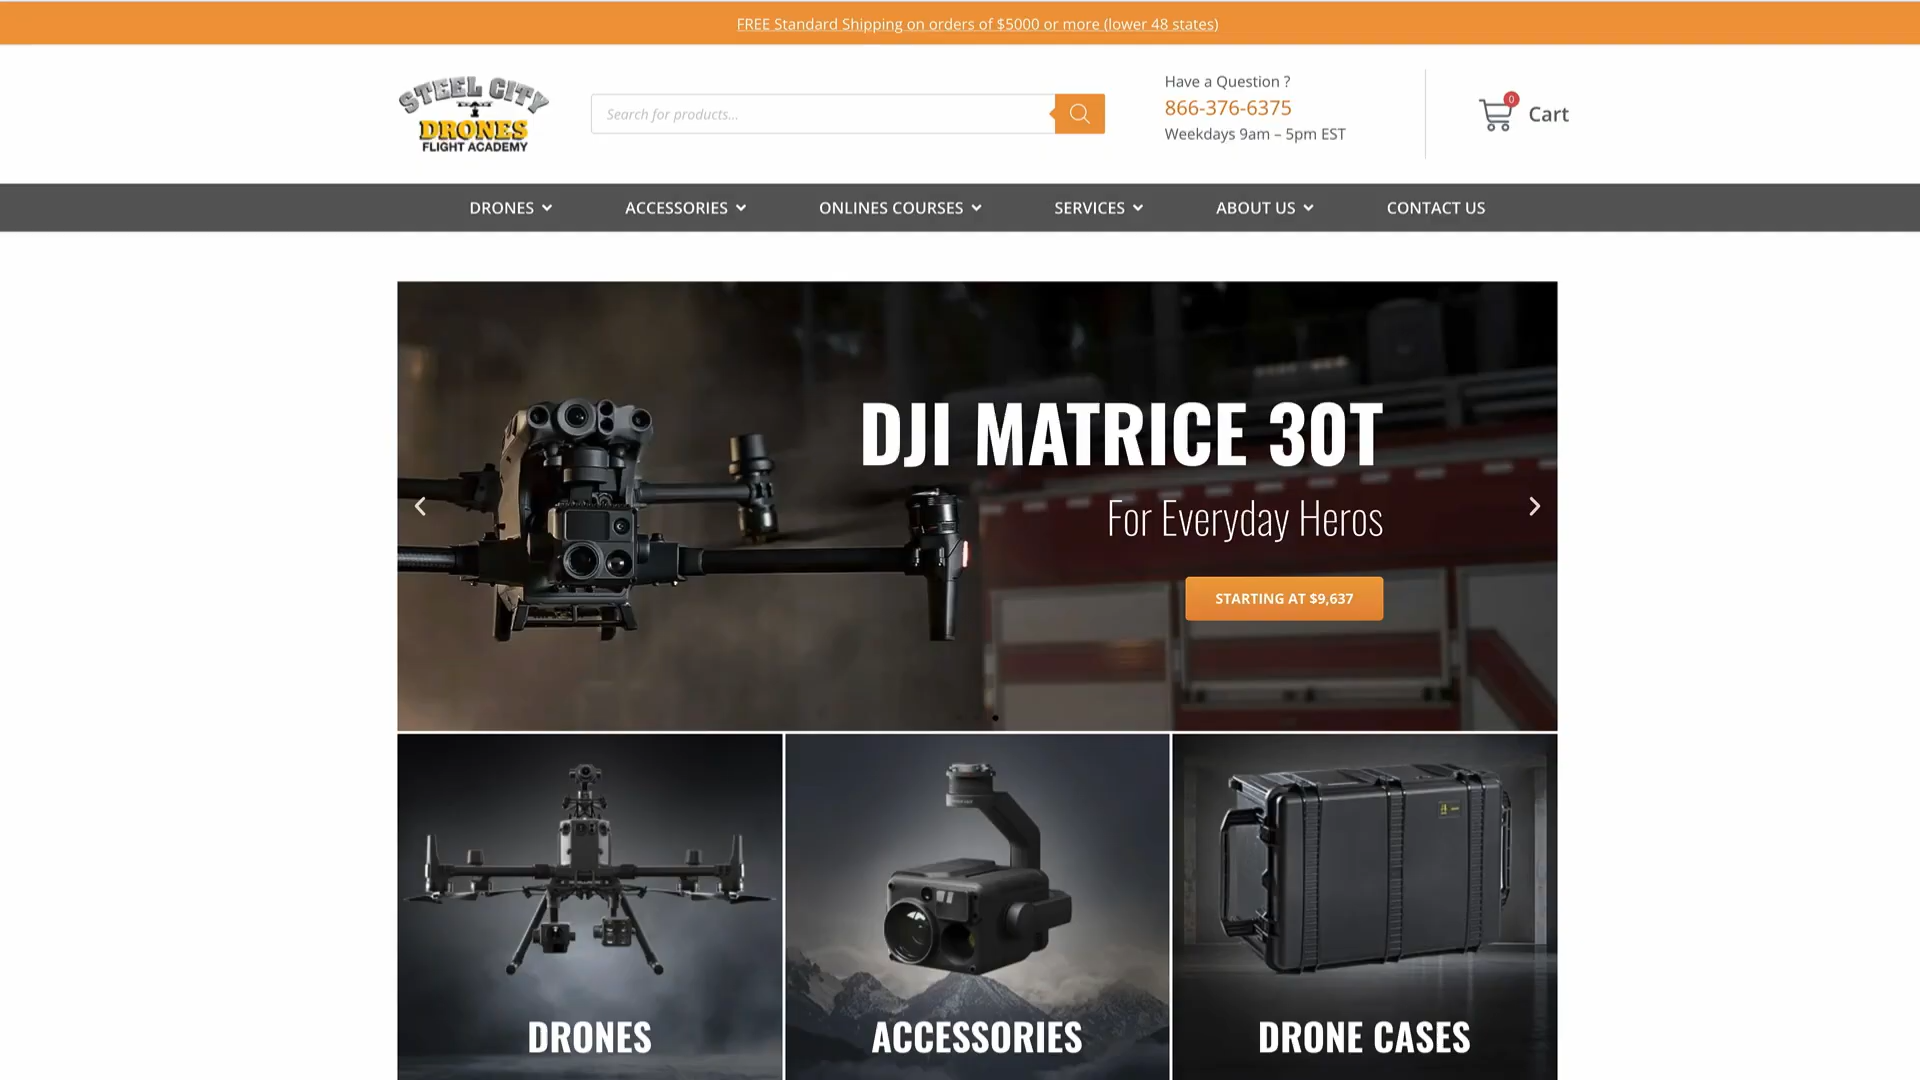 FREE Standard Shipping on orders of $5000 or more (lower 48 states)
STEEL CITY
DRONES
FLIGHT ACADEMY
Search for products...
Have a Question ?
866-376-6375
Weekdays 9am – 5pm EST
0
Cart
DRONES
ACCESSORIES
ONLINES COURSES
SERVICES
ABOUT US
CONTACT US
DJI MATRICE 30T
For Everyday Heros
STARTING AT $9,637
DRONES
ACCESSORIES
DRONE CASES